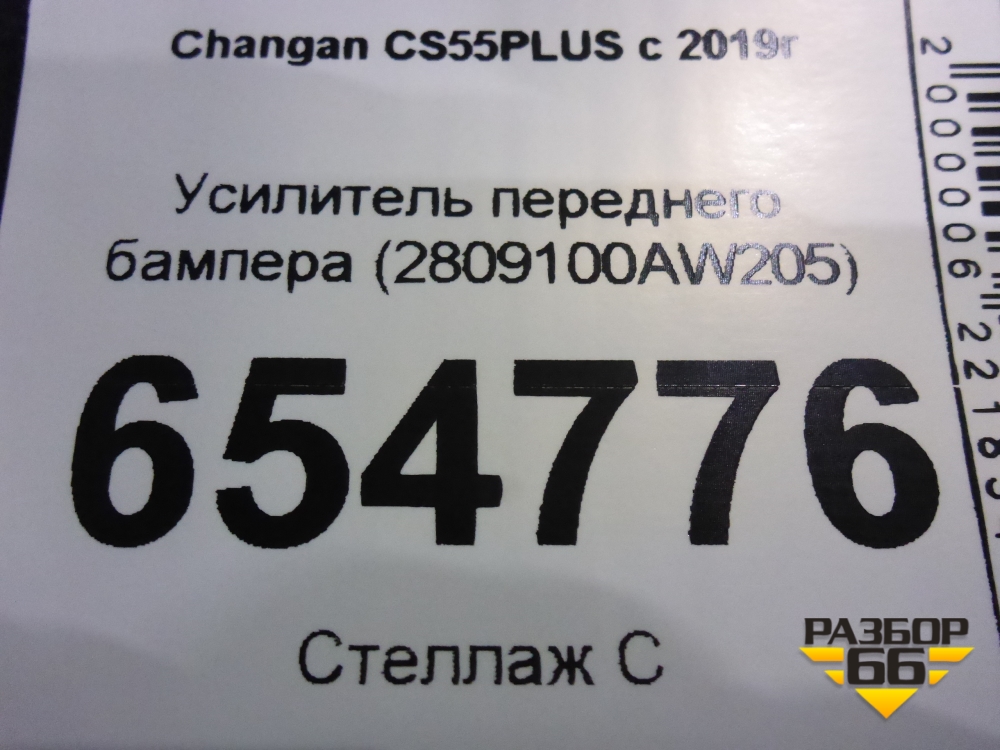 Changan CS55PLUS с 2019г
Усилитель переднего
бампера (2809100AW205)
654776
Стеллаж С
РАЗБОР
66